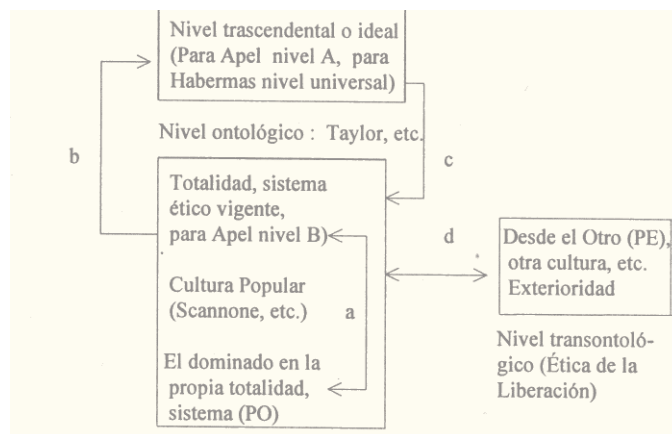 Nivel trascendental o ideal
(Para Apel nivel A, para
Habermas nivel universal)
Nivel ontológico : Taylor, etc.
b
c
Totalidad, sistema
ético vigente,
para Apel nivel B)
d
Desde el Otro (PE),
otra cultura, etc.
Exterioridad
Cultura Popular
(Scannone, etc.)
a
El dominado en la
propia totalidad,
sistema (PO)
Nivel transontoló-
gico (Ética de la
Liberación)